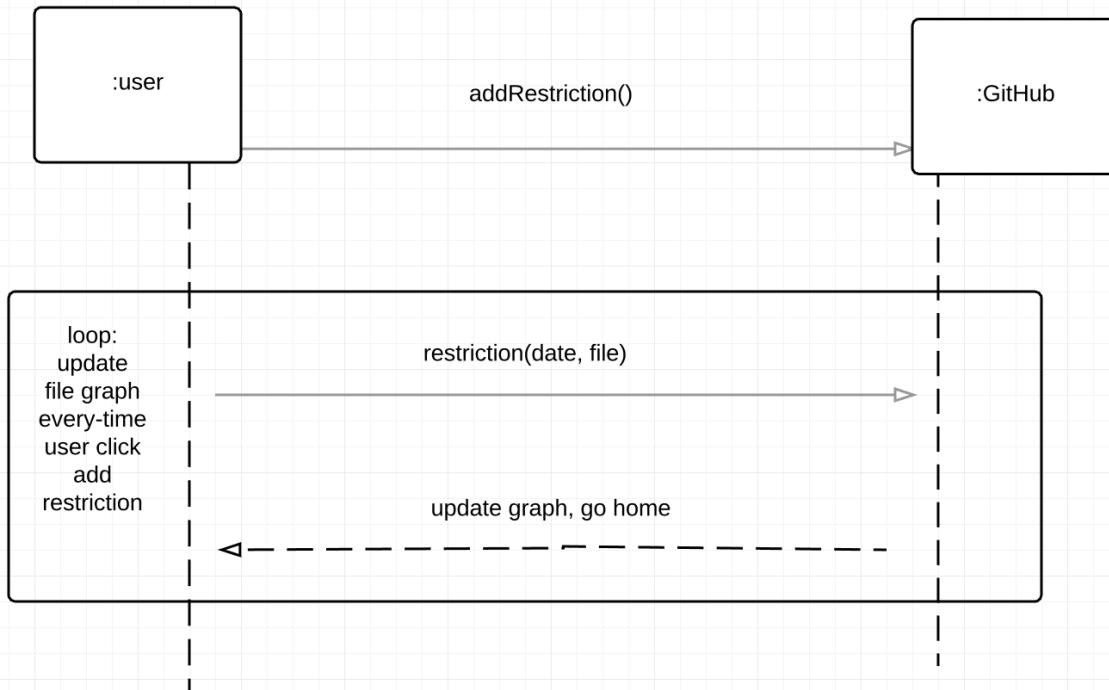 :user
addRestriction()
:GitHub
loop:
update
file graph
every-time
user click
add
restriction
restriction(date, file)
update graph, go home